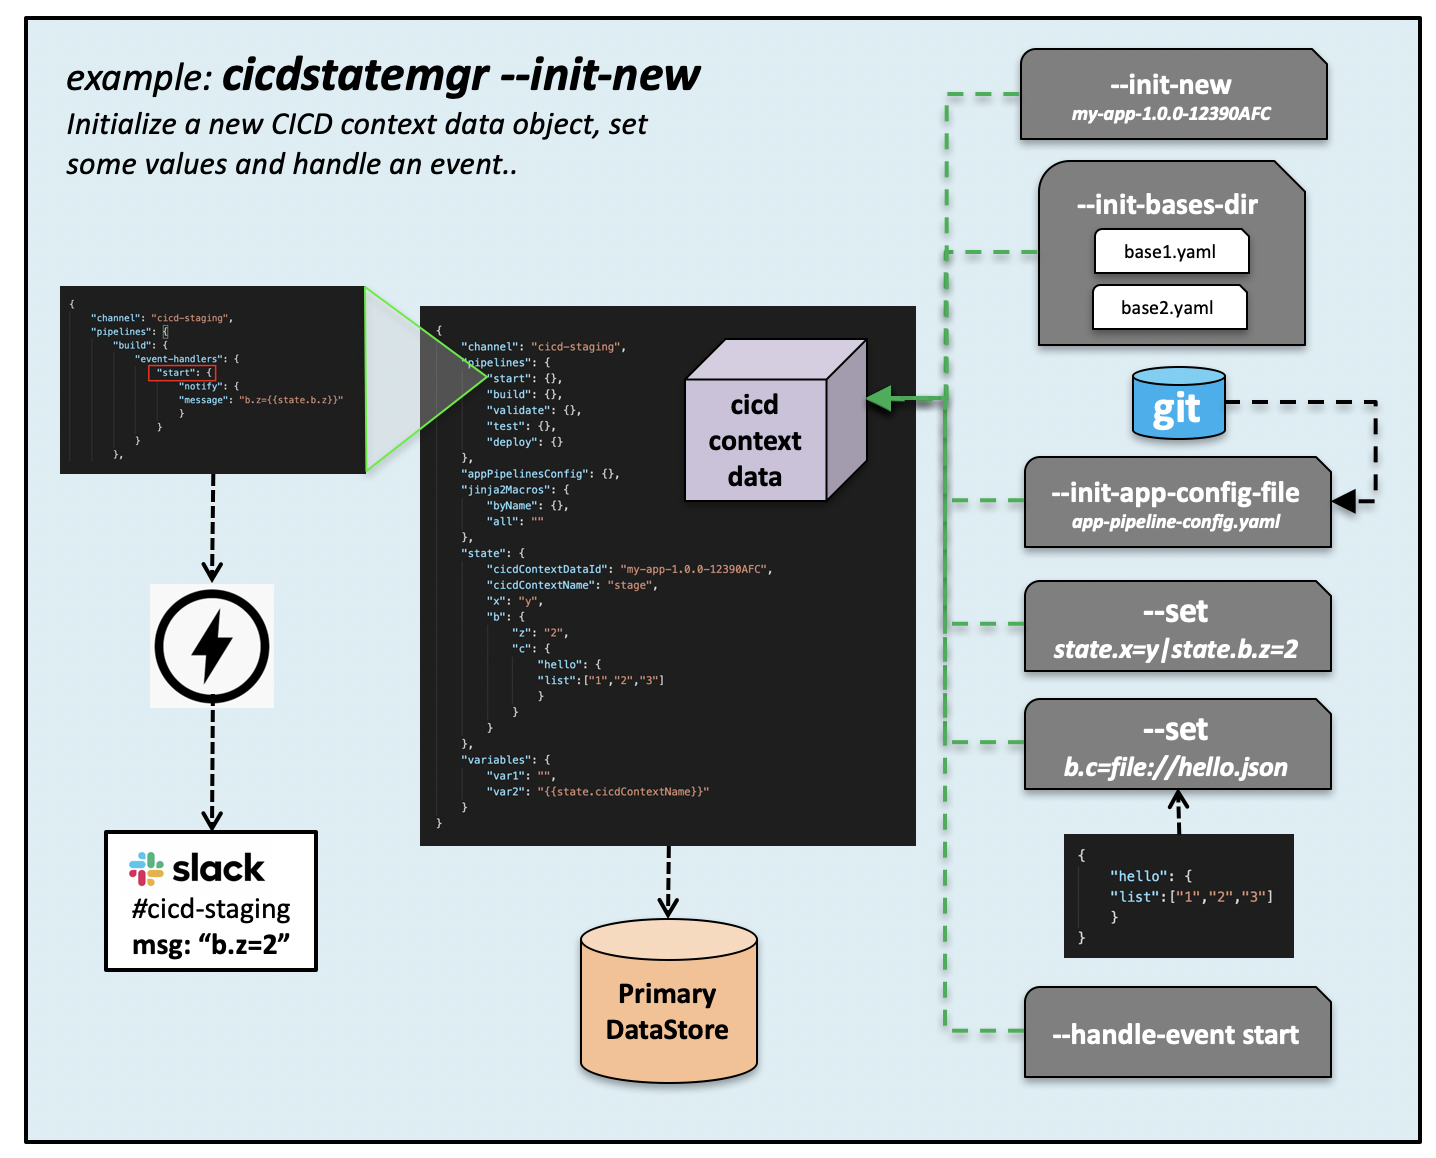 example: cicdstatemgr --init-new
Initialize a new CICD context data object, set
some values and handle an event..
{
"channel": "cicd-staging",
"pipelines": {
"build": {
"event-handlers": {
"start": {
"notify": {
"message": "b.z={{state.b.z}}"
}
}
}
},
slack
#cicd-staging
msg: “b.z=2”
{
"channel": "cicd-staging",
"pipelines": {
"start": {},
"build": {},
"validate": {},
"test": {},
"deploy": {}
},
"appPipelinesConfig": {},
"jinja2Macros": {
"byName": {},
"all": ""
},
"state": {
"cicdContextDataId": "my-app-1.0.0-12390AFC",
"cicdContextName": "stage",
"x": "y",
"b": {
"z": "2",
"c": {
"hello": {
"list":["1","2","3"]
}
}
}
},
"variables": {
"var1": "",
"var2": "{{state.cicdContextName}}"
}
}
cicd
context
data
Primary
DataStore
--init-new
my-app-1.0.0-12390AFC
--init-bases-dir
base1.yaml
base2.yaml
git
--init-app-config-file
app-pipeline-config.yaml
--set
state.x=y|state.b.z=2
--set
b.c=file://hello.json
{
"hello": {
"list":["1","2","3"]
}
}
--handle-event start